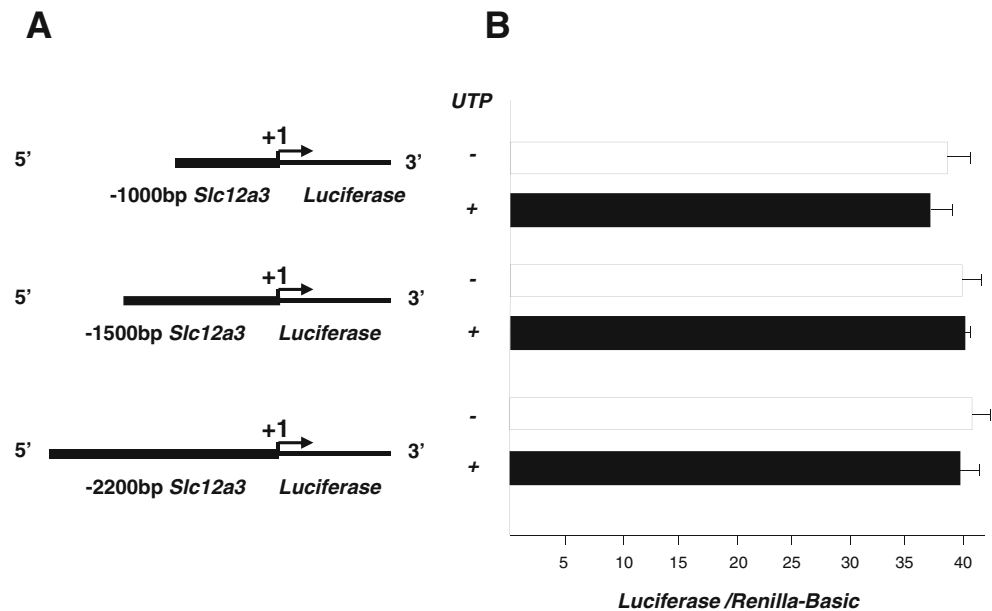 A
B
UTP
+1
5’
3’
-1000bp Slc12a3 Luciferase
-
+
+1
5’
3’
-1500bp Slc12a3 Luciferase
-
+
+1
5’
3’
-2200bp Slc12a3 Luciferase
-
+
5 10 15 20 25 30 35 40
Luciferase /Renilla-Basic